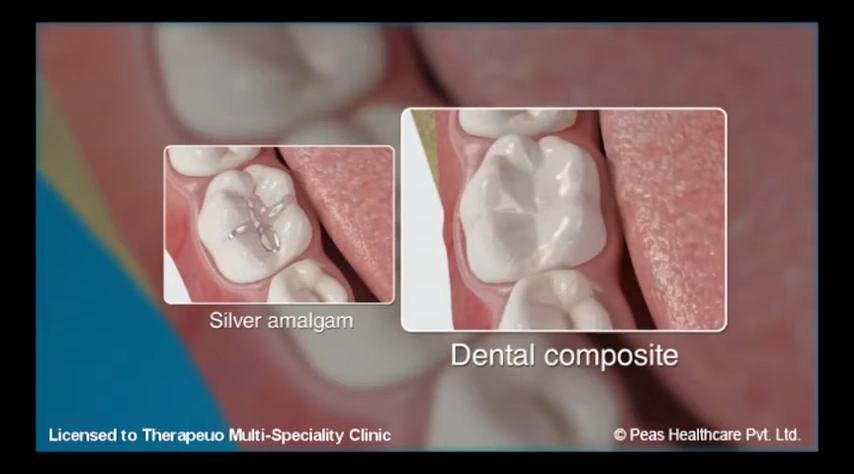 Silver amalgam
Dental composite
Licensed to Therapeuo Multi-Speciality Clinic
© Peas Healthcare Pvt. Ltd.